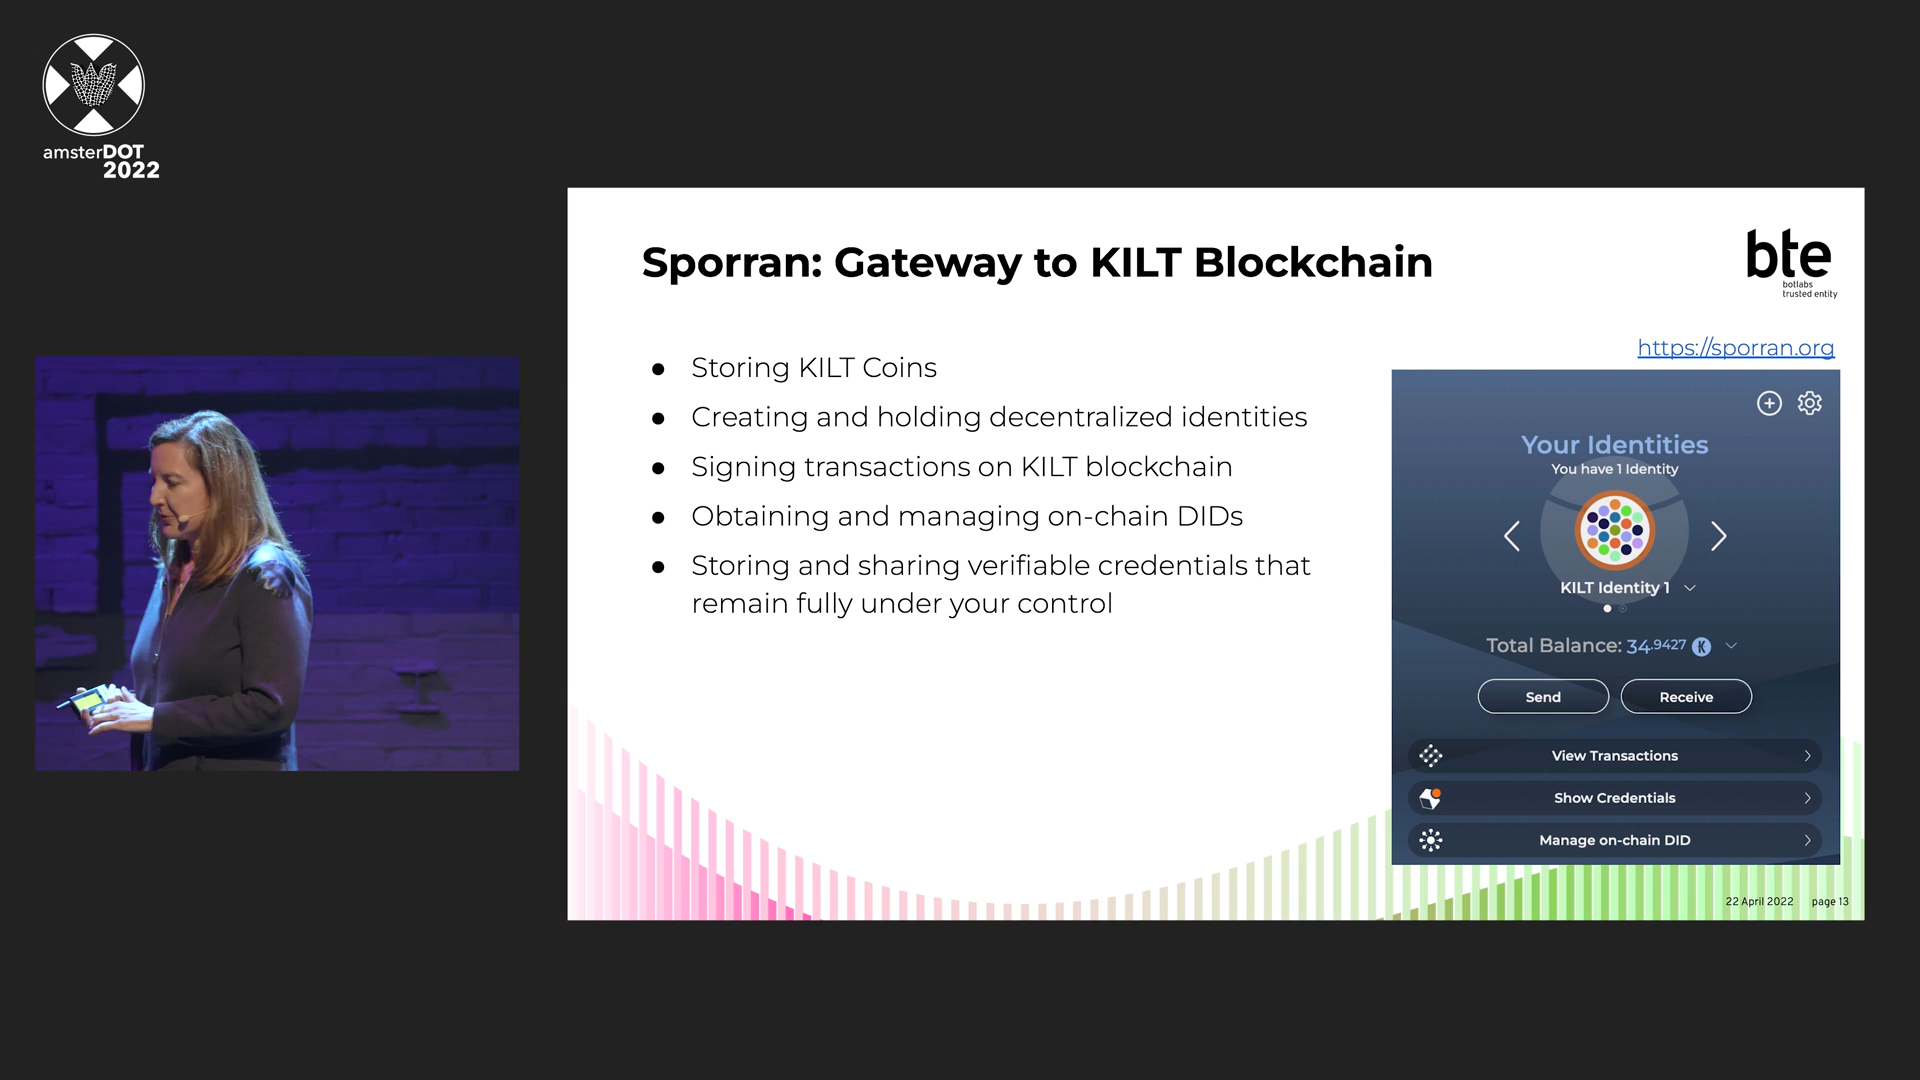 amsterDOT
2022
Sporran: Gateway to KILT Blockchain
bte
botlabs
trusted entity
https://sporran.org
● Storing KILT Coins
● Creating and holding decentralized identities
● Signing transactions on KILT blockchain
● Obtaining and managing on-chain DIDs
● Storing and sharing verifiable credentials that
remain fully under your control
Your Identities
You have 1 Identity
KILT Identity 1
Total Balance: 34.9427 K
Send Receive
View Transactions
Show Credentials
Manage on-chain DID
22 April 2022 page 13